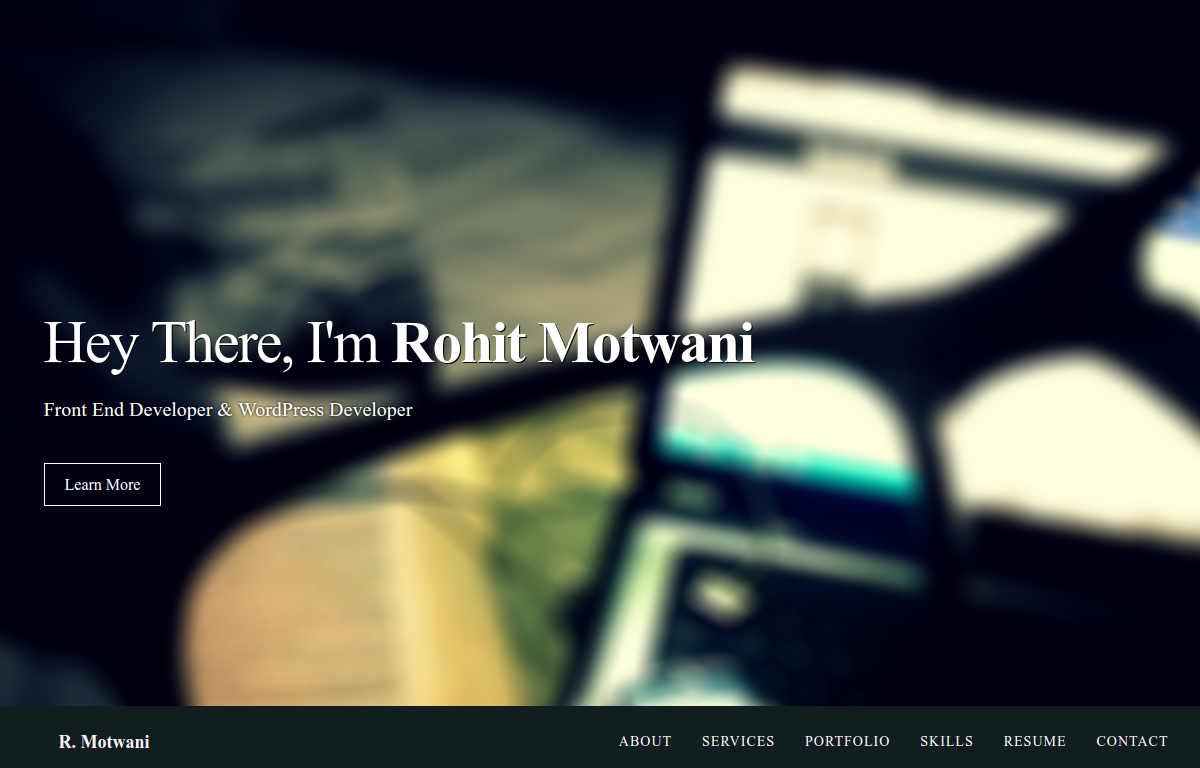 Hey There, I'm Rohit Motwani
Front End Developer & WordPress Developer
Learn More
R. Motwani ABOUT SERVICES PORTFOLIO SKILLS RESUME CONTACT